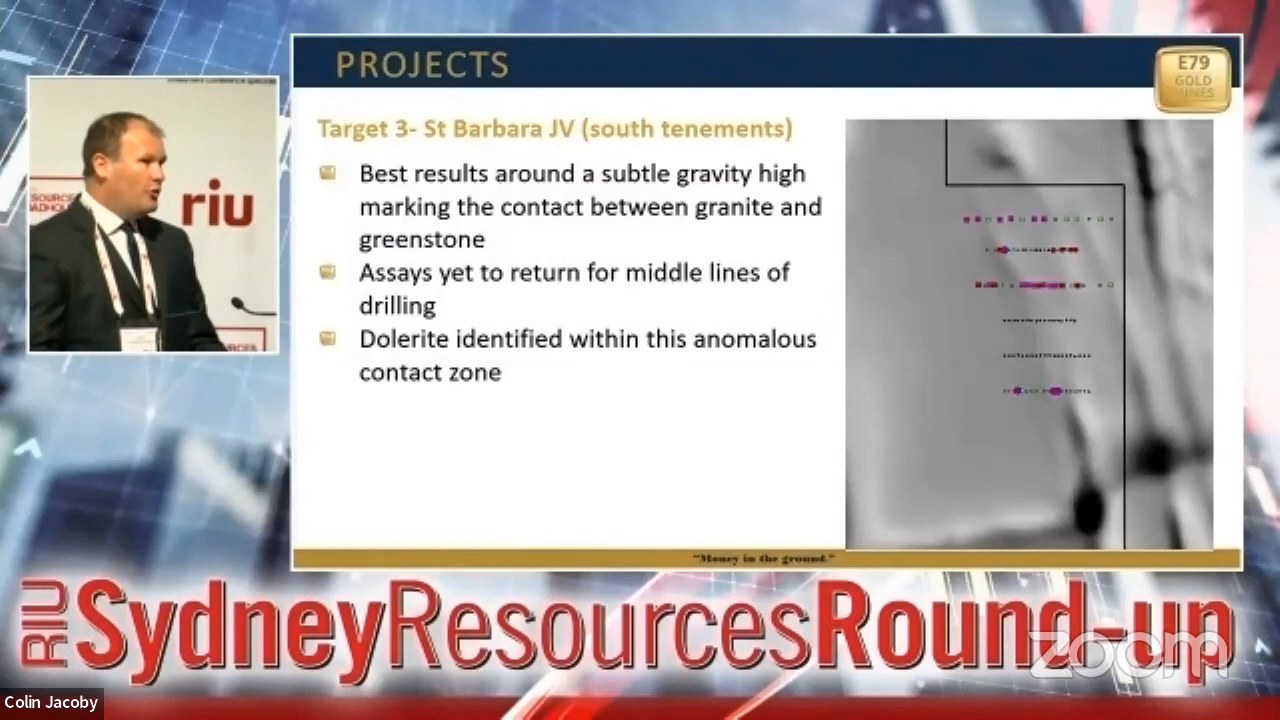 PROJECTS
E79
GOLD
MINES
Target 3- St Barbara JV (south tenements)
Best results around a subtle gravity high
marking the contact between granite and
greenstone
Assays yet to return for middle lines of
drilling
Dolerite identified within this anomalous
contact zone
"Money in the ground."
riu
RIU SydneyResourcesRound-up
zoom
Colin Jacoby